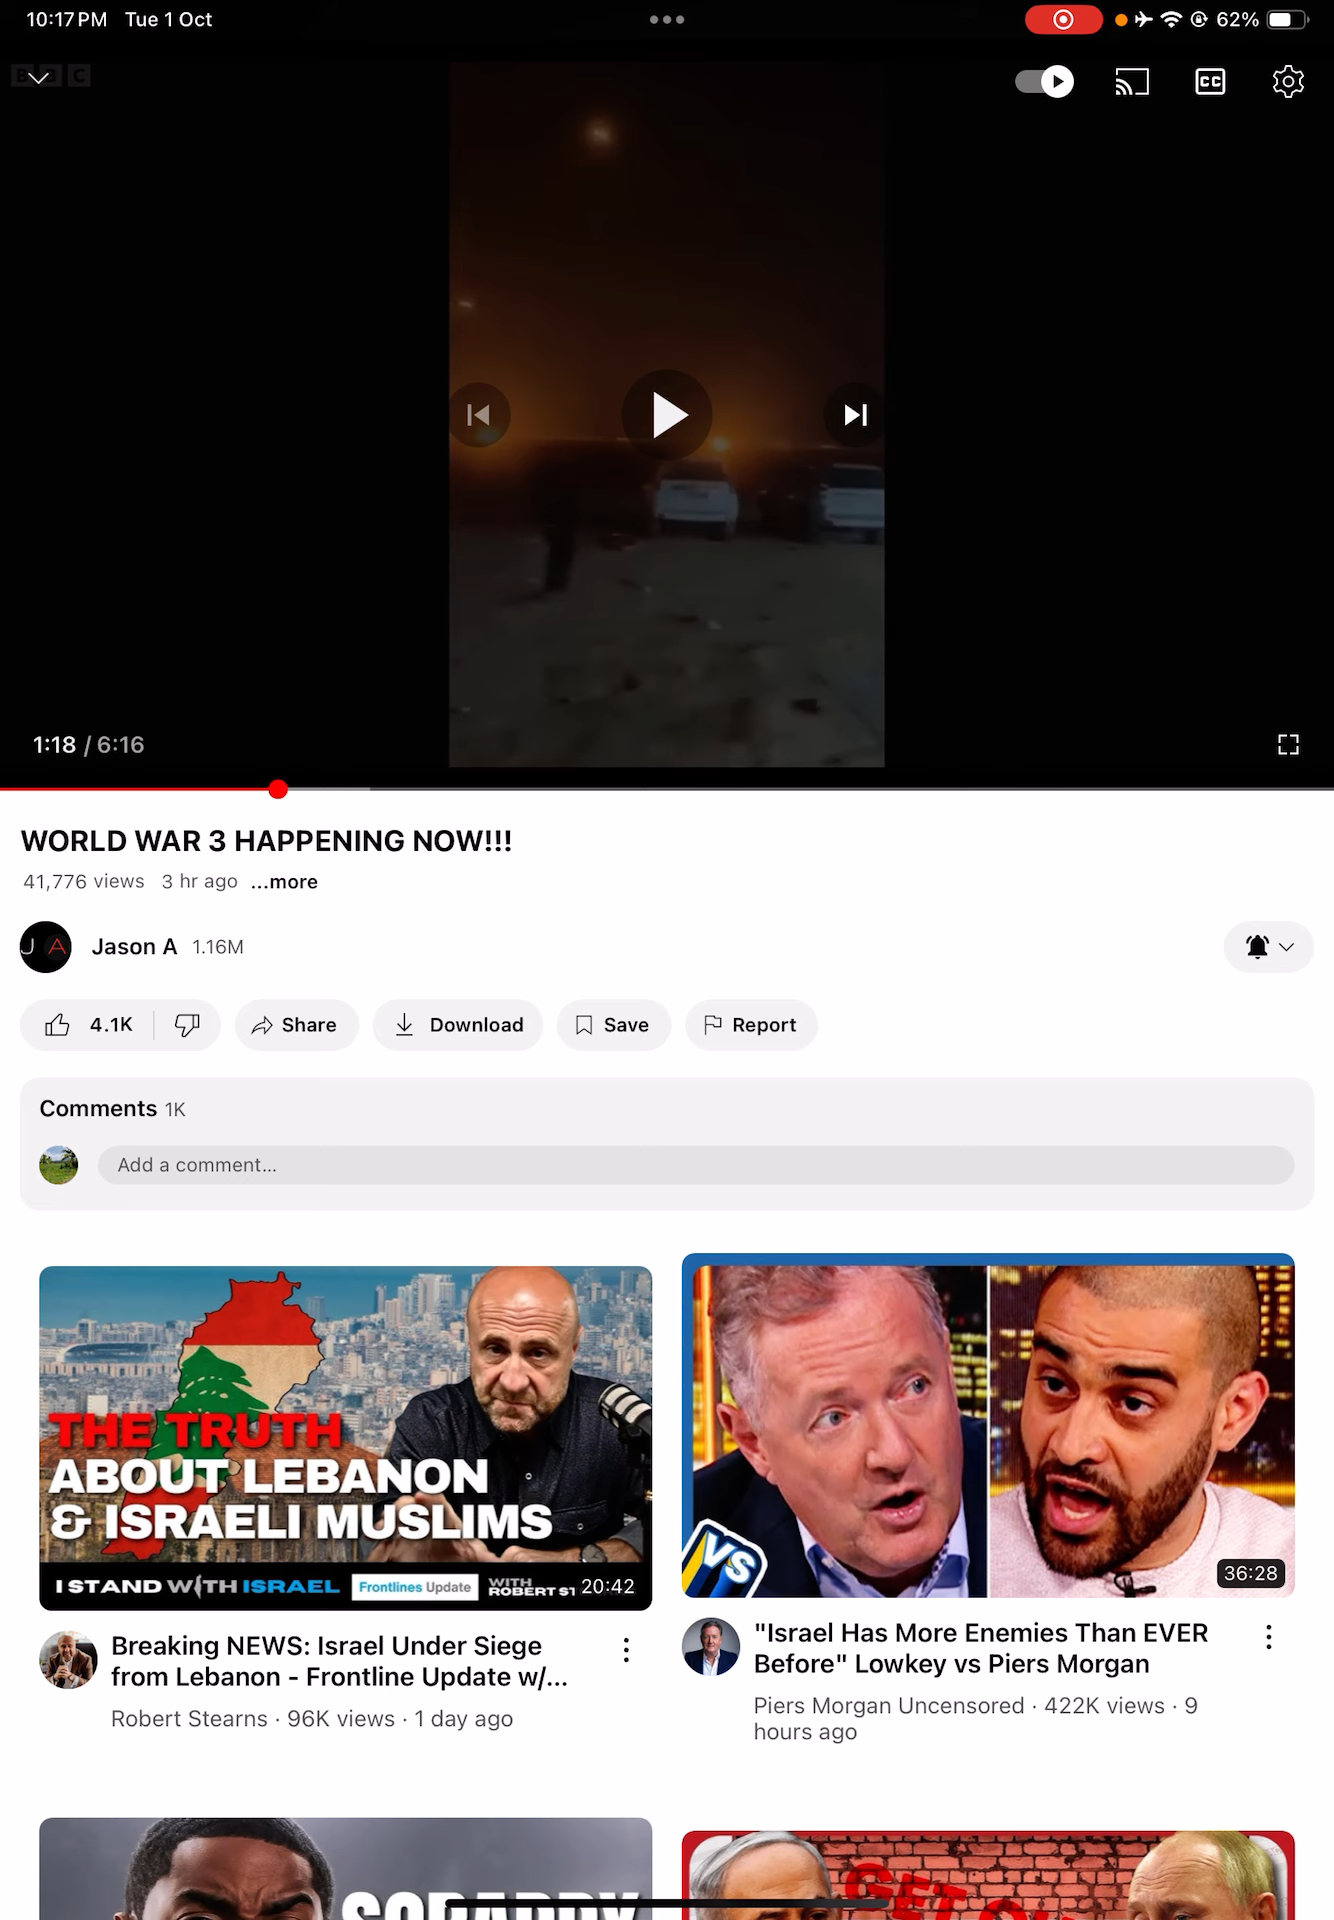 10:17 PM Tue 1 Oct
62%
BBC
CC
1:18 / 6:16
WORLD WAR 3 HAPPENING NOW!!!
41,776 views 3 hr ago ...more
J A
Jason A 1.16M
4.1K
Share
Download
Save
Report
Comments 1K
Add a comment...
THE TRUTH
ABOUT LEBANON
& ISRAELI MUSLIMS
I STAND WITH ISRAEL
Frontlines Update
WITH
ROBERT ST
20:42
Breaking NEWS: Israel Under Siege
from Lebanon - Frontline Update w/...
Robert Stearns · 96K views · 1 day ago
VS
36:28
"Israel Has More Enemies Than EVER
Before" Lowkey vs Piers Morgan
Piers Morgan Uncensored · 422K views · 9
hours ago
GET